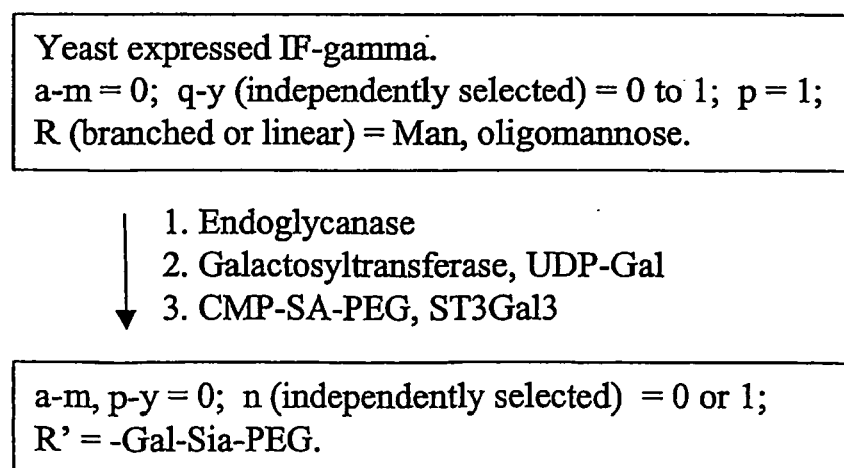 Yeast expressed IF-gamma.
a-m = 0; q-y (independently selected) = 0 to 1; p = 1;
R (branched or linear) = Man, oligomannose.
1. Endoglycanase
2. Galactosyltransferase, UDP-Gal
3. CMP-SA-PEG, ST3Gal3
a-m, p-y = 0; n (independently selected) = 0 or 1;
R’ = -Gal-Sia-PEG.